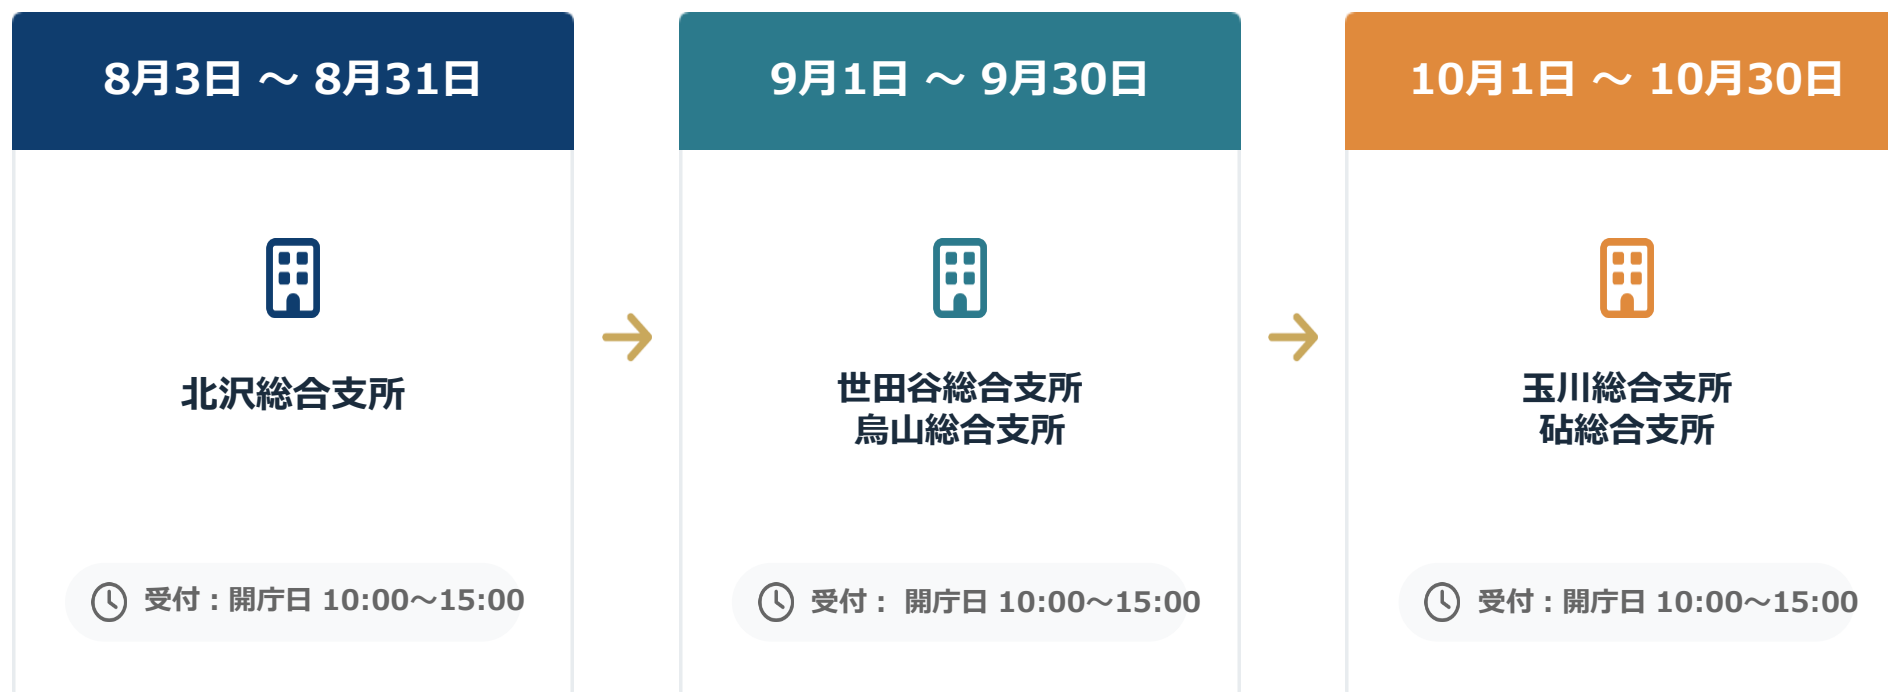 8月3日 ～ 8月31日
北沢総合支所
受付：開庁日 10:00～15:00
9月1日 ～ 9月30日
世田谷総合支所
烏山総合支所
受付： 開庁日 10:00～15:00
10月1日 ～ 10月30日
玉川総合支所
砧総合支所
受付：開庁日 10:00～15:00